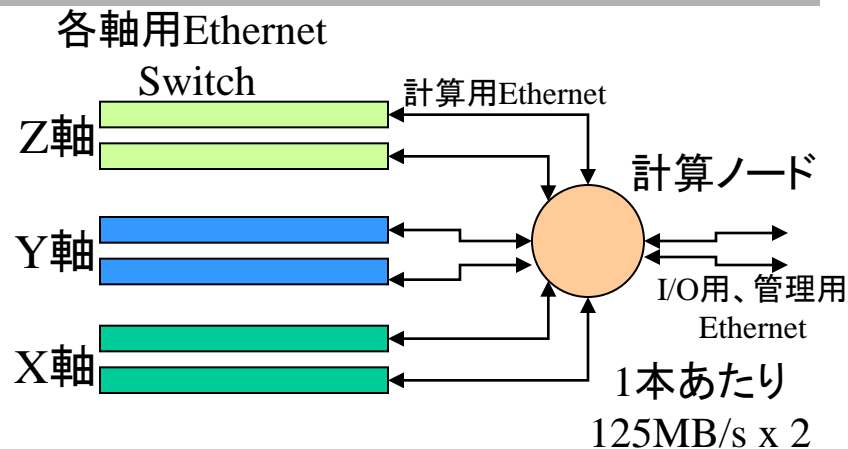 各軸用Ethernet
Switch
計算用Ethernet
Z軸
計算ノード
Y軸
I/O用、管理用
Ethernet
X軸
1本あたり
125MB/s x 2